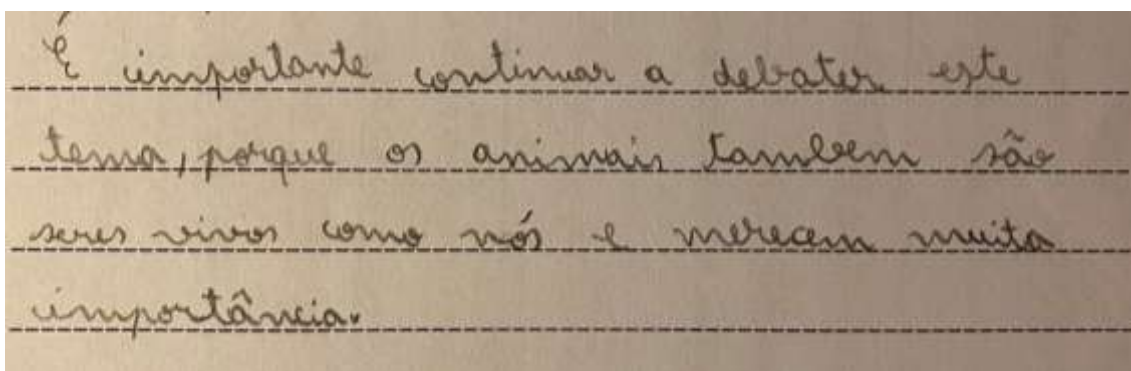 É importante continuar a debater este
tema, porque os animais tambem são
seres vivos como nós e merecem muita
importância.